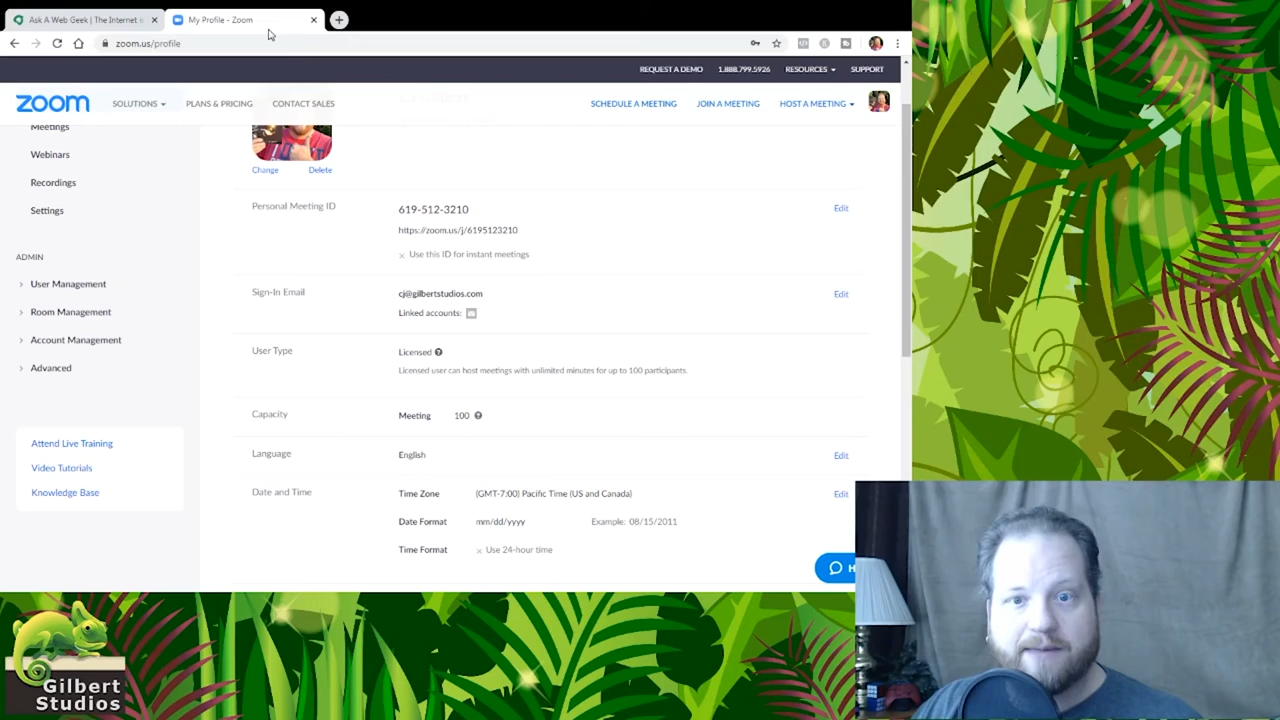 Ask A Web Geek | The Internet is
My Profile - Zoom
zoom.us/profile
REQUEST A DEMO 1.888.799.5926 RESOURCES SUPPORT
zoom SOLUTIONS PLANS & PRICING CONTACT SALES SCHEDULE A MEETING JOIN A MEETING HOST A MEETING
Meetings
Webinars
Recordings
Settings
ADMIN
User Management
Room Management
Account Management
Advanced
Attend Live Training
Video Tutorials
Knowledge Base
Change Delete
Personal Meeting ID 619-512-3210 Edit
https://zoom.us/j/6195123210
Use this ID for instant meetings
Sign-In Email cj@gilbertstudios.com Edit
Linked accounts:
User Type Licensed
Licensed user can host meetings with unlimited minutes for up to 100 participants.
Capacity Meeting 100
Language English Edit
Date and Time Time Zone (GMT-7:00) Pacific Time (US and Canada) Edit
Date Format mm/dd/yyyy Example: 08/15/2011
Time Format Use 24-hour time
H
Gilbert
Studios